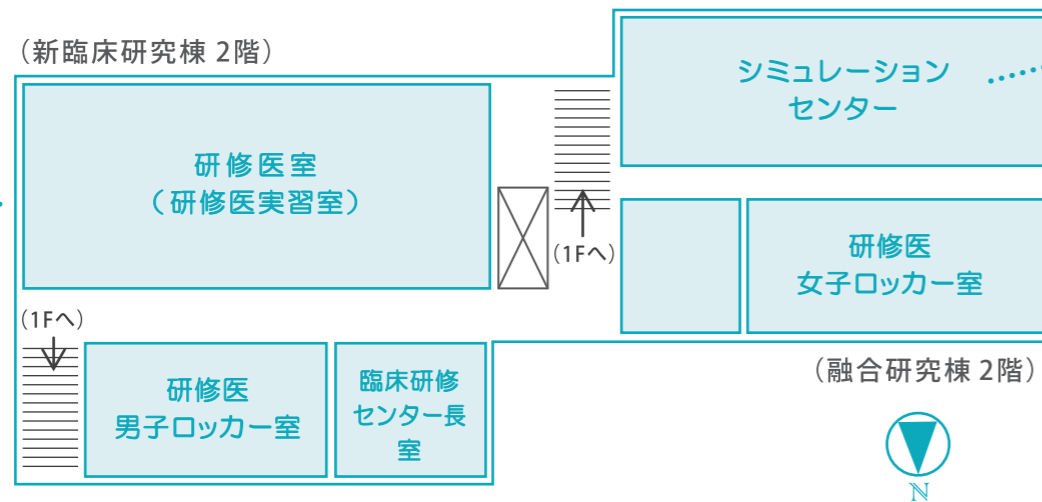 (新臨床研究棟 2階)
シミュレーション
センター
研修医室
(研修医実習室)
(1Fへ)
研修医
女子ロッカー室
(1Fへ)
研修医
男子ロッカー室
臨床研修
センター長
室
(融合研究棟 2階)
N